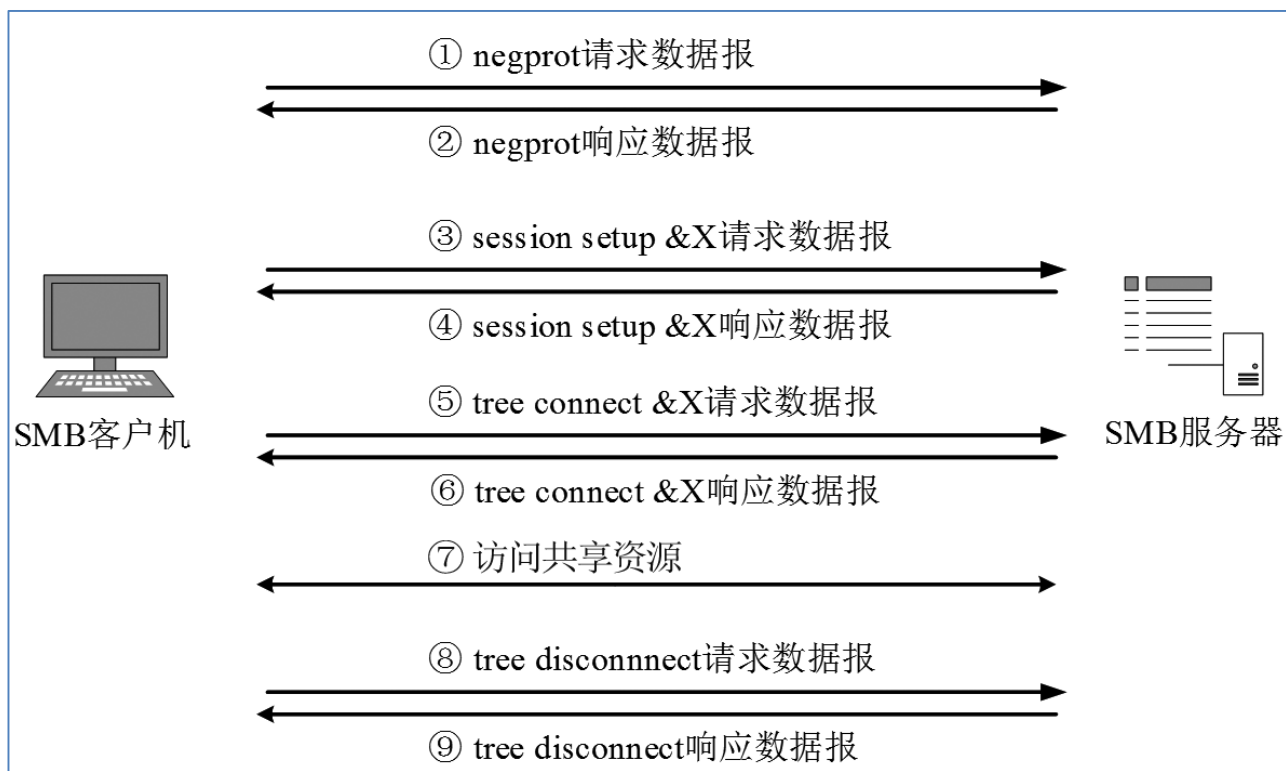 ① negprot请求数据报
② negprot响应数据报
③ session setup &X请求数据报
④ session setup &X响应数据报
⑤ tree connect &X请求数据报
SMB客户机
SMB服务器
⑥ tree connect &X响应数据报
⑦ 访问共享资源
⑧ tree disconnnect请求数据报
⑨ tree disconnect响应数据报